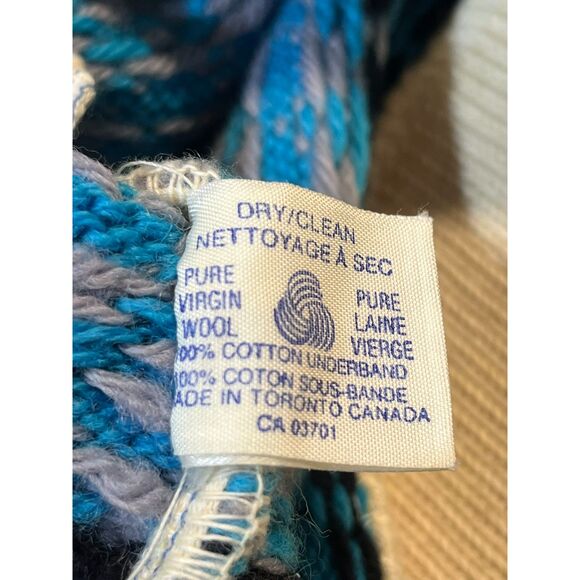 DRY/CLEAN
NETTOYAGE À SEC
PURE VIRGIN WOOL
PURE LAINE VIERGE
00% COTTON UNDERBAND
100% COTON SOUS-BANDE
ADE IN TORONTO CANADA
CA 03701